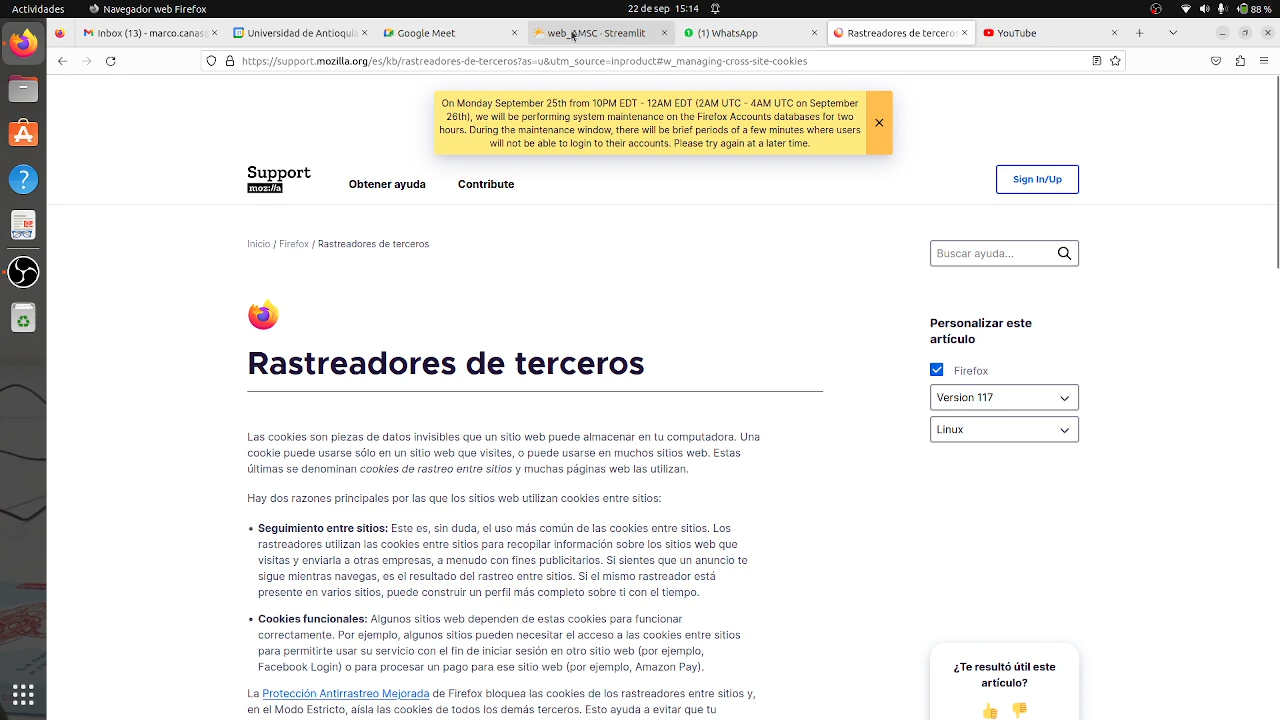 Actividades
Navegador web Firefox
22 de sep 15:14
88 %
Inbox (13) - marco.canas
Universidad de Antioquia
Google Meet
web_AMSC · Streamlit
(1) WhatsApp
Rastreadores de terceros
YouTube
https://support.mozilla.org/es/kb/rastreadores-de-terceros?as=u&utm_source=inproduct#w_managing-cross-site-cookies
On Monday September 25th from 10PM EDT - 12AM EDT (2AM UTC - 4AM UTC on September
26th), we will be performing system maintenance on the Firefox Accounts databases for two
hours. During the maintenance window, there will be brief periods of a few minutes where users
will not be able to login to their accounts. Please try again at a later time.
Support
moz://a
Obtener ayuda
Contribute
Sign In/Up
Inicio / Firefox / Rastreadores de terceros
Buscar ayuda...
Rastreadores de terceros
Personalizar este
artículo
Firefox
Version 117
Linux
Las cookies son piezas de datos invisibles que un sitio web puede almacenar en tu computadora. Una
cookie puede usarse sólo en un sitio web que visites, o puede usarse en muchos sitios web. Estas
últimas se denominan cookies de rastreo entre sitios y muchas páginas web las utilizan.
Hay dos razones principales por las que los sitios web utilizan cookies entre sitios:
• Seguimiento entre sitios: Este es, sin duda, el uso más común de las cookies entre sitios. Los
rastreadores utilizan las cookies entre sitios para recopilar información sobre los sitios web que
visitas y enviarla a otras empresas, a menudo con fines publicitarios. Si sientes que un anuncio te
sigue mientras navegas, es el resultado del rastreo entre sitios. Si el mismo rastreador está
presente en varios sitios, puede construir un perfil más completo sobre ti con el tiempo.
• Cookies funcionales: Algunos sitios web dependen de estas cookies para funcionar
correctamente. Por ejemplo, algunos sitios pueden necesitar el acceso a las cookies entre sitios
para permitirte usar su servicio con el fin de iniciar sesión en otro sitio web (por ejemplo,
Facebook Login) o para procesar un pago para ese sitio web (por ejemplo, Amazon Pay).
La Protección Antirrastreo Mejorada de Firefox bloquea las cookies de los rastreadores entre sitios y,
en el Modo Estricto, aísla las cookies de todos los demás terceros. Esto ayuda a evitar que tu
¿Te resultó útil este
artículo?